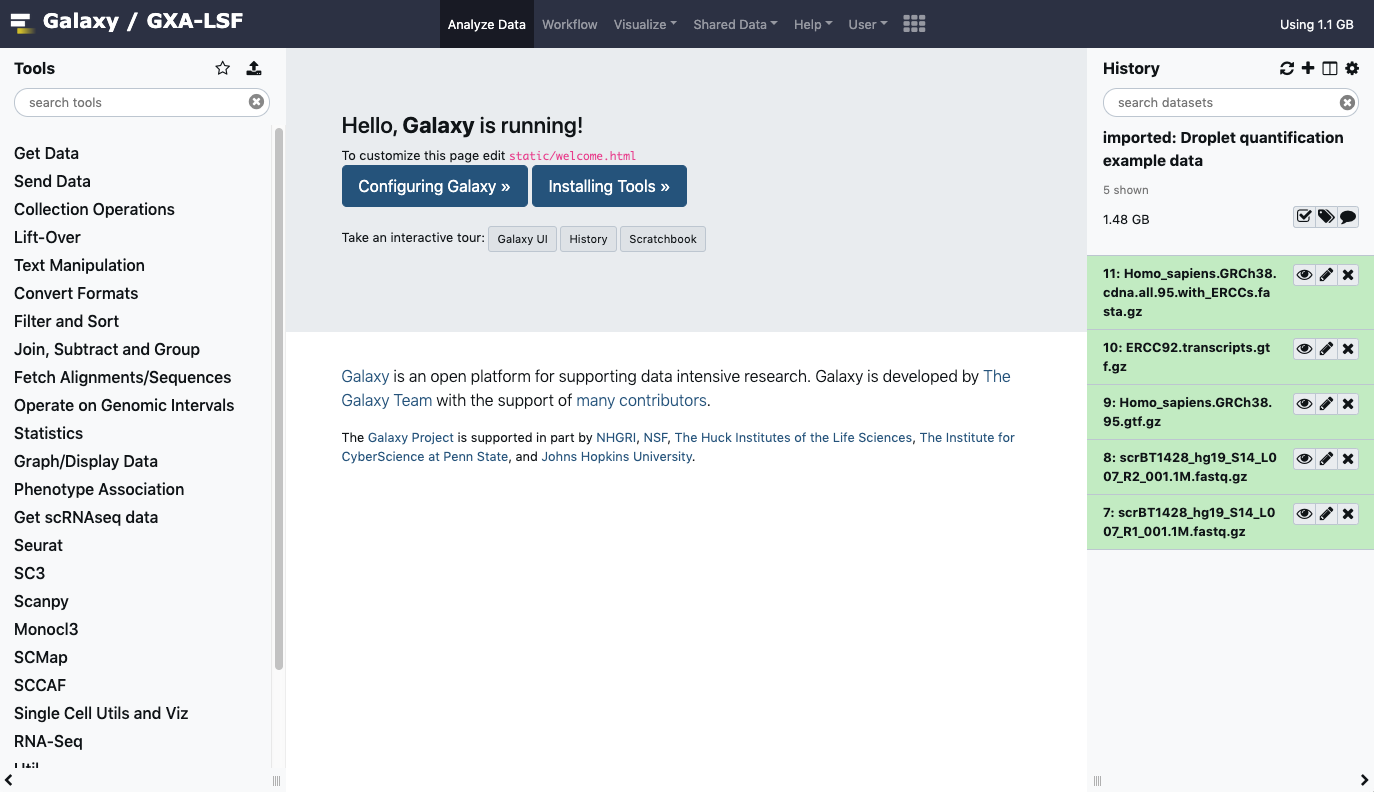 Galaxy / GXA-LSF
Analyze Data
Workflow
Visualize
Shared Data
Help
User
Using 1.1 GB
Tools
search tools
Get Data
Send Data
Collection Operations
Lift-Over
Text Manipulation
Convert Formats
Filter and Sort
Join, Subtract and Group
Fetch Alignments/Sequences
Operate on Genomic Intervals
Statistics
Graph/Display Data
Phenotype Association
Get scRNAseq data
Seurat
SC3
Scanpy
Monocl3
SCMap
SCCAF
Single Cell Utils and Viz
RNA-Seq
Hello, Galaxy is running!
To customize this page edit static/welcome.html
Configuring Galaxy »
Installing Tools »
Take an interactive tour: Galaxy UI History Scratchbook
Galaxy is an open platform for supporting data intensive research. Galaxy is developed by The
Galaxy Team with the support of many contributors.
The Galaxy Project is supported in part by NHGRI, NSF, The Huck Institutes of the Life Sciences, The Institute for
CyberScience at Penn State, and Johns Hopkins University.
History
search datasets
imported: Droplet quantification
example data
5 shown
1.48 GB
11: Homo_sapiens.GRCh38.
cdna.all.95.with_ERCCs.fa
sta.gz
10: ERCC92.transcripts.gt
f.gz
9: Homo_sapiens.GRCh38.
95.gtf.gz
8: scrBT1428_hg19_S14_L0
07_R2_001.1M.fastq.gz
7: scrBT1428_hg19_S14_L0
07_R1_001.1M.fastq.gz